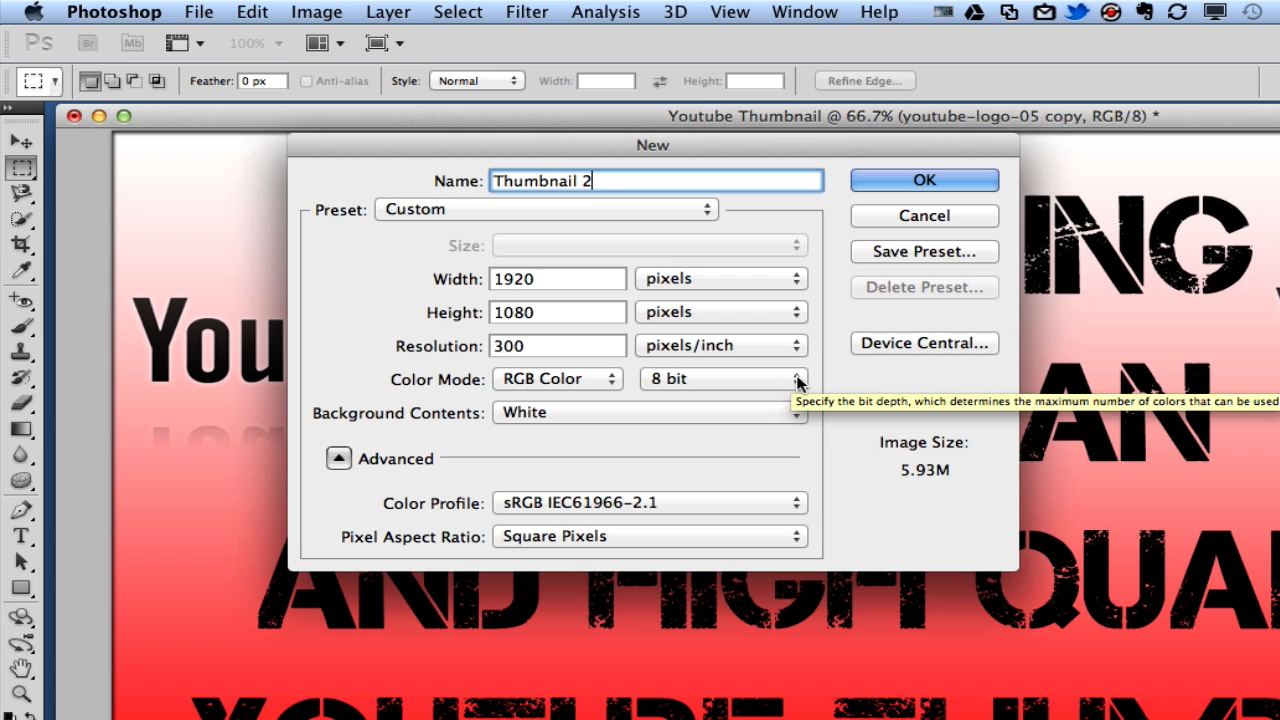 Photoshop File Edit Image Layer Select Filter Analysis 3D View Window Help
Ps Br Mb 100%
Feather: 0 px Anti-alias Style: Normal Width: Height: Refine Edge...
Youtube Thumbnail @ 66.7% (youtube-logo-05 copy, RGB/8) *
New
Name: Thumbnail 2 OK
Preset: Custom Cancel
Size: Save Preset...
Width: 1920 pixels Delete Preset...
Height: 1080 pixels
Resolution: 300 pixels/inch Device Central...
Color Mode: RGB Color 8 bit
Specify the bit depth, which determines the maximum number of colors that can be used
Background Contents: White
Image Size:
5.93M
Advanced
Color Profile: sRGB IEC61966-2.1
Pixel Aspect Ratio: Square Pixels
You
ING
AN
AND HIGH QUA